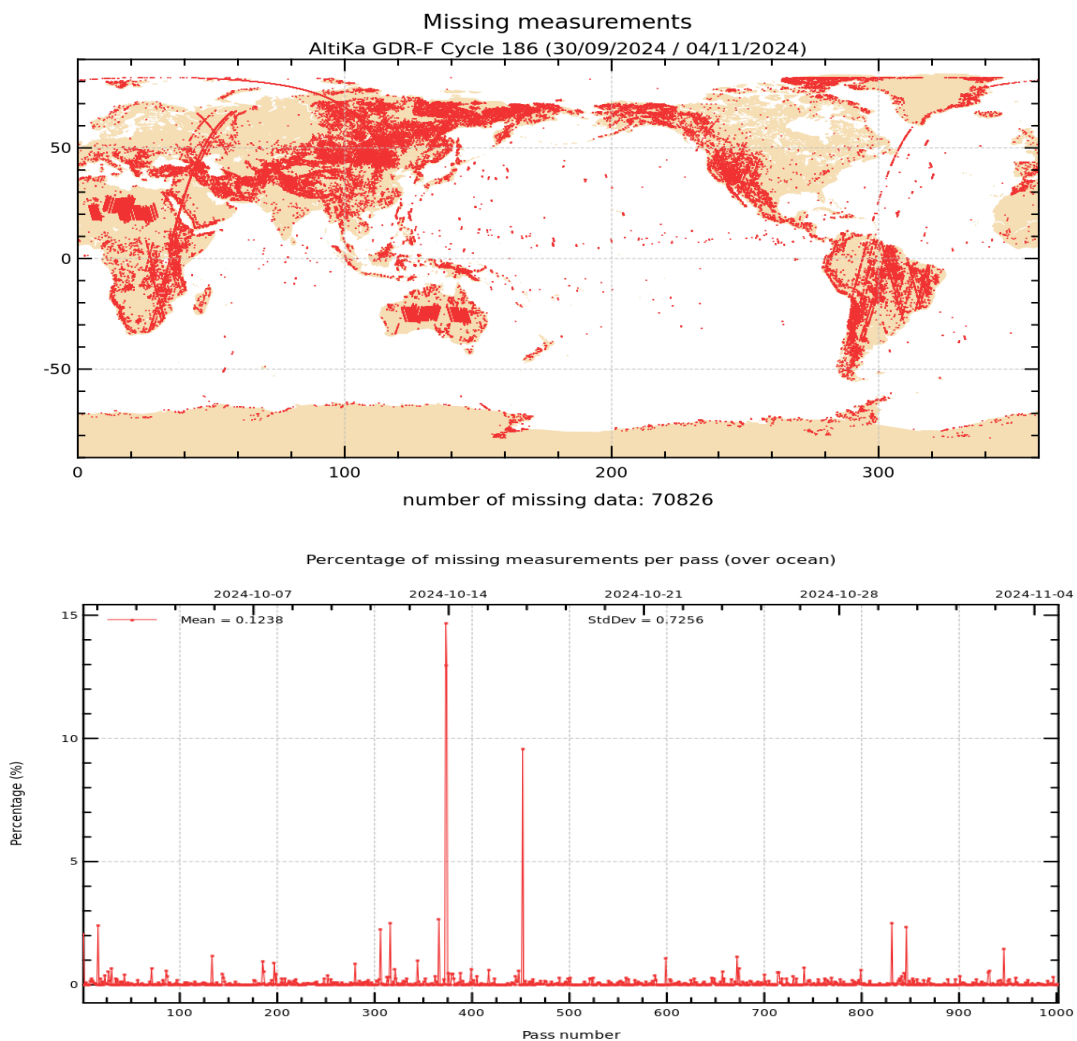 Missing measurements
AltiKa GDR-F Cycle 186 (30/09/2024 / 04/11/2024)
50
0
-50
0 100 200 300
number of missing data: 70826
Percentage of missing measurements per pass (over ocean)
2024-10-07 2024-10-14 2024-10-21 2024-10-28 2024-11-04
15
Mean = 0.1238 StdDev = 0.7256
10
Percentage (%)
5
0
100 200 300 400 500 600 700 800 900 1000
Pass number